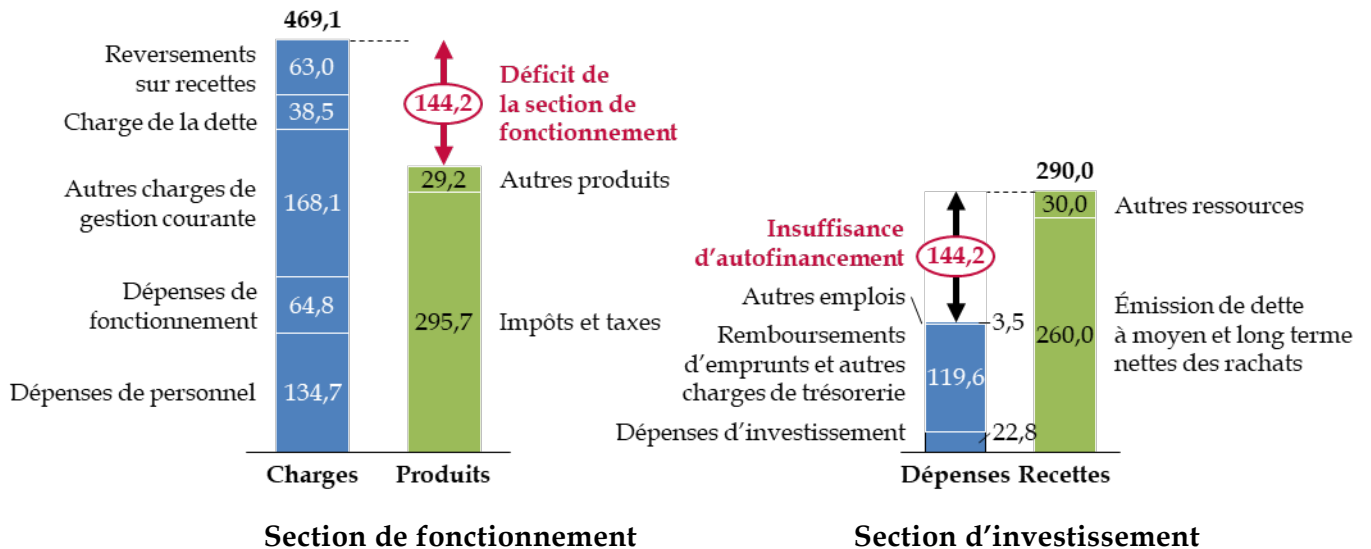 469,1
Reversements
sur recettes
63,0
Charge de la dette
38,5
Autres charges de
gestion courante
168,1
Dépenses de
fonctionnement
64,8
Dépenses de personnel
134,7
144,2
Déficit de
la section de
fonctionnement
29,2
Autres produits
295,7
Impôts et taxes
Charges
Produits
Section de fonctionnement
Insuffisance
d'autofinancement
144,2
Autres emplois
3,5
Remboursements
d'emprunts et autres
charges de trésorerie
119,6
Dépenses d'investissement
22,8
290,0
30,0
Autres ressources
260,0
Émission de dette
à moyen et long terme
nettes des rachats
Dépenses
Recettes
Section d'investissement